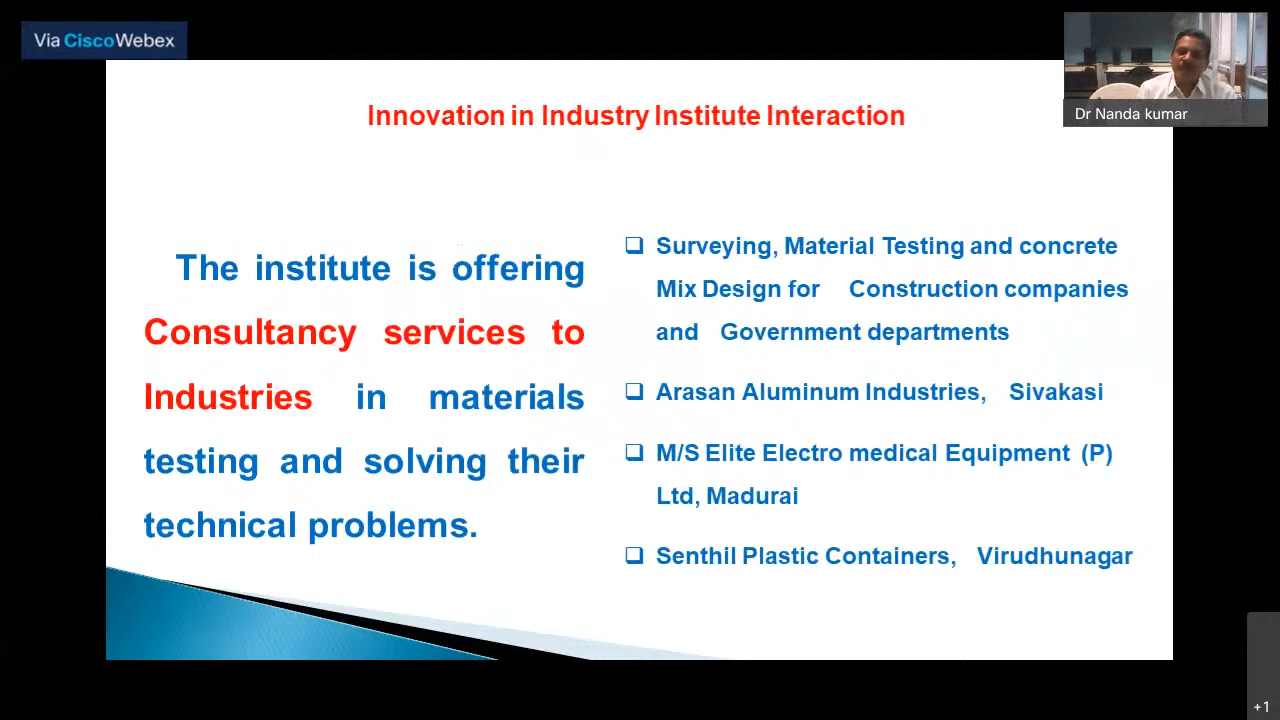 Via CiscoWebex
Dr Nanda kumar
Innovation in Industry Institute Interaction
The institute is offering
Consultancy services to
Industries in materials
testing and solving their
technical problems.
❑ Surveying, Material Testing and concrete
Mix Design for Construction companies
and Government departments
❑ Arasan Aluminum Industries, Sivakasi
❑ M/S Elite Electro medical Equipment (P)
Ltd, Madurai
❑ Senthil Plastic Containers, Virudhunagar
+1